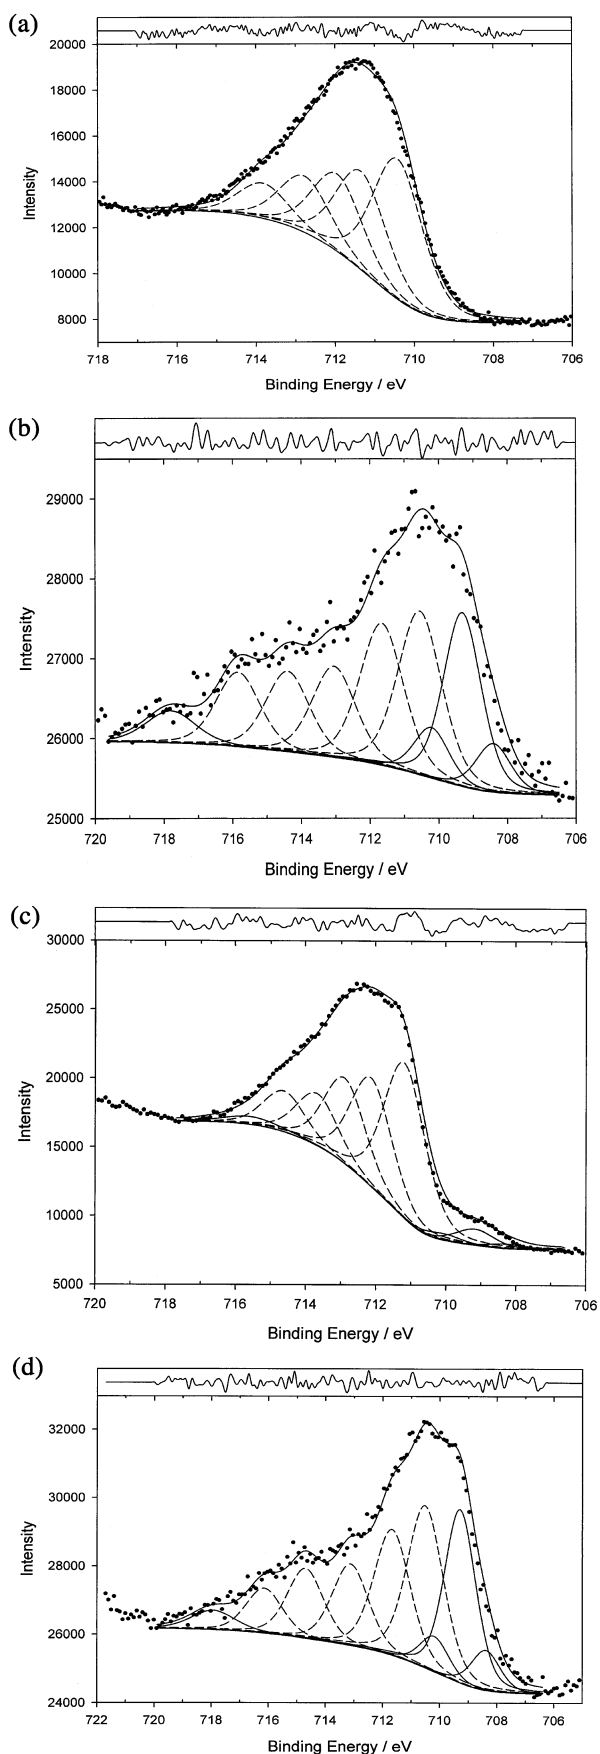 (a)
20000
18000
16000
14000
12000
10000
8000
Intensity
718 716 714 712 710 708 706
Binding Energy / eV
(b)
29000
28000
27000
26000
25000
Intensity
720 718 716 714 712 710 708 706
Binding Energy / eV
(c)
30000
25000
20000
15000
10000
5000
Intensity
720 718 716 714 712 710 708 706
Binding Energy / eV
(d)
32000
30000
28000
26000
24000
Intensity
722 720 718 716 714 712 710 708 706
Binding Energy / eV